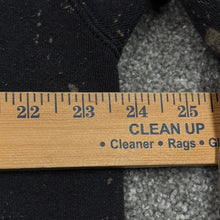 22 23 24 25
CLEAN UP
• Cleaner • Rags • G